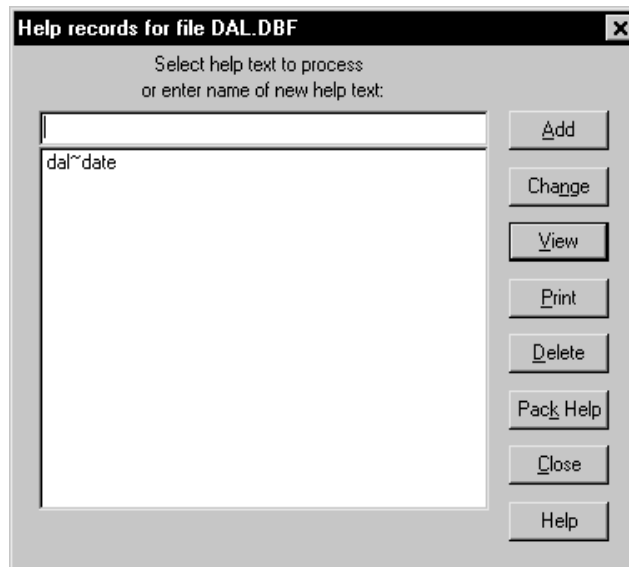 Help records for file DAL.DBF
Select help text to process
or enter name of new help text:
dal~date
Add
Change
View
Print
Delete
Pack Help
Close
Help